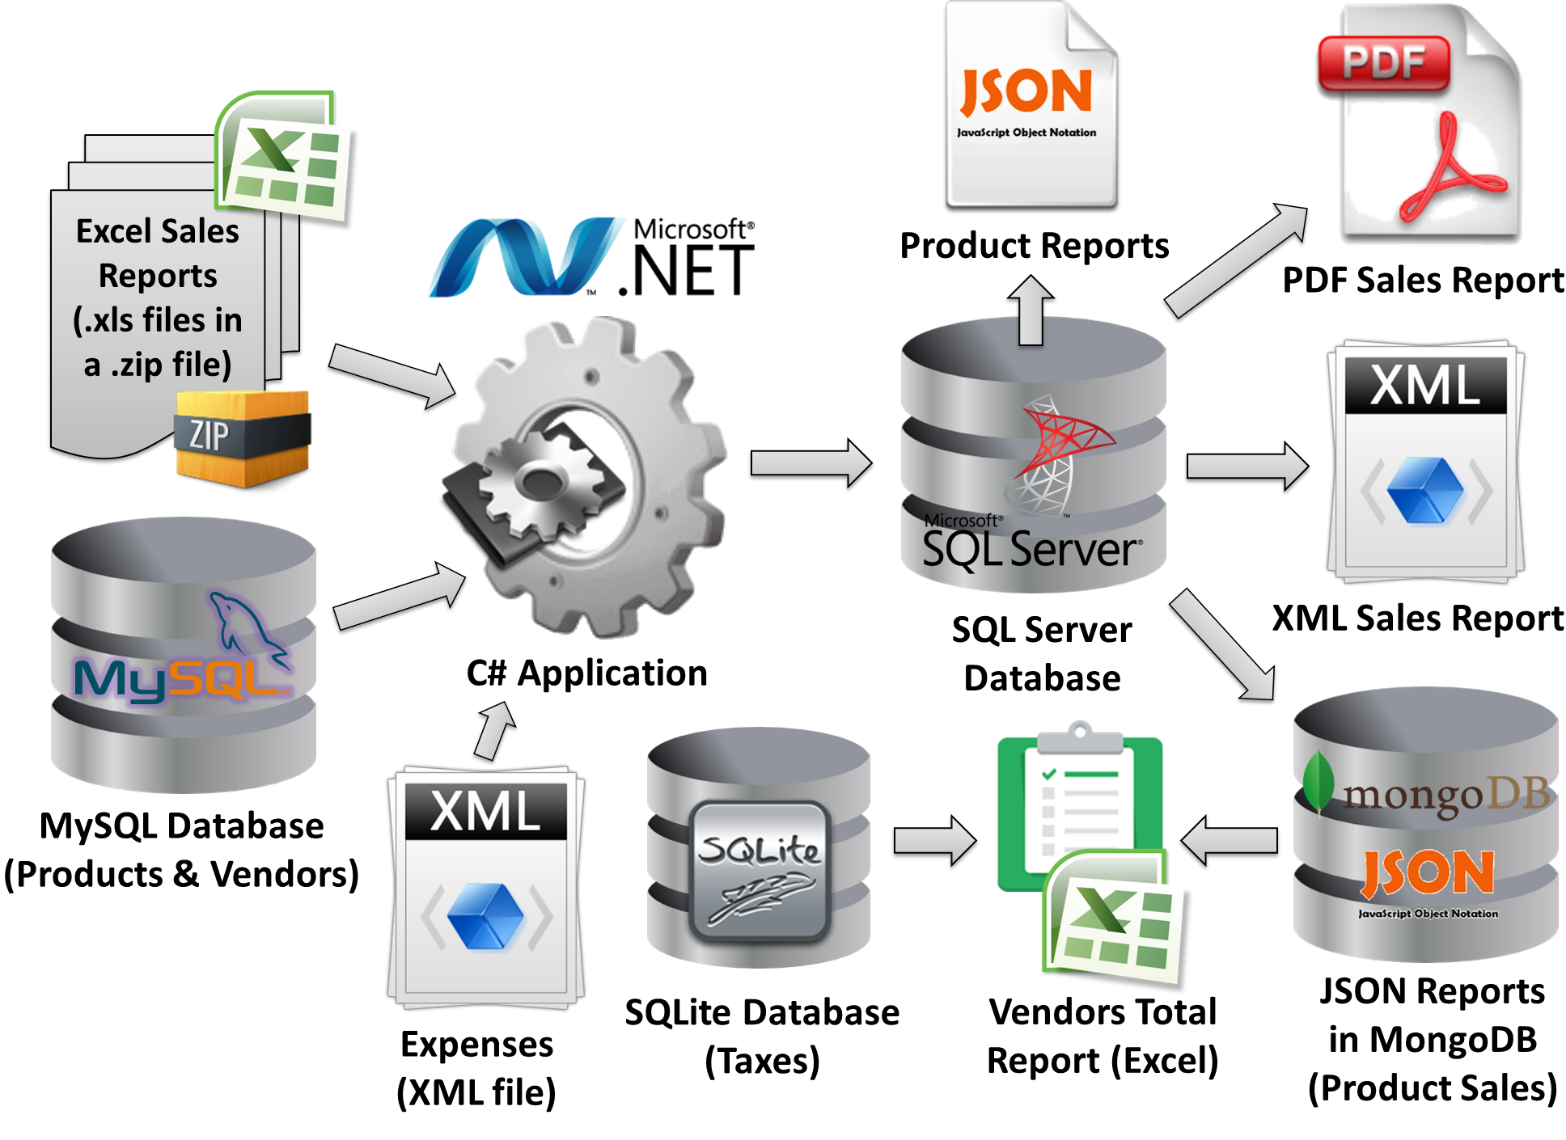 JSON
JavaScript Object Notation
Product Reports
PDF
PDF Sales Report
Excel Sales
Reports
(.xls files in
a .zip file)
ZIP
Microsoft®
.NET
™
C# Application
Microsoft®
SQL Server®
™
SQL Server
Database
XML
XML Sales Report
MySQL
MySQL Database
(Products & Vendors)
XML
Expenses
(XML file)
SQLite
SQLite Database
(Taxes)
Vendors Total
Report (Excel)
mongoDB
JSON
JavaScript Object Notation
JSON Reports
in MongoDB
(Product Sales)